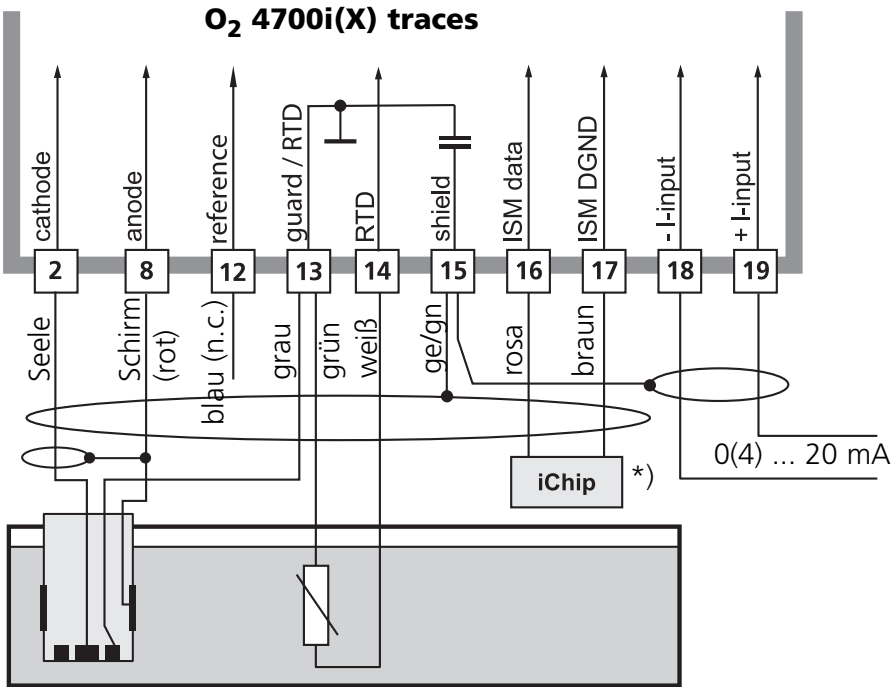 O2 4700i(X) traces
cathode
anode
reference
guard / RTD
RTD
shield
ISM data
ISM DGND
- I-input
+ I-input
2
8
12
13
14
15
16
17
18
19
Seele
Schirm
(rot)
blau (n.c.)
grau
grün
weiß
ge/gn
rosa
braun
0(4) ... 20 mA
iChip
*)